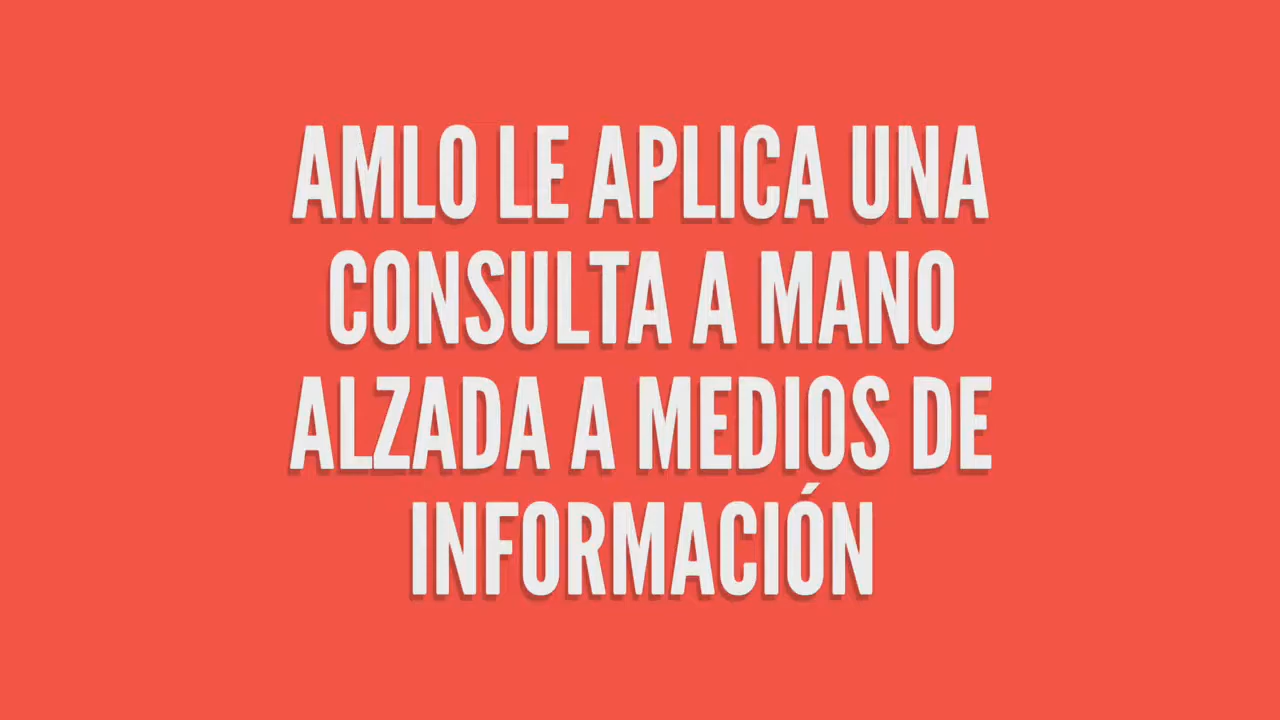 AMLO LE APLICA UNA
CONSULTA A MANO
ALZADA A MEDIOS DE
INFORMACIÓN